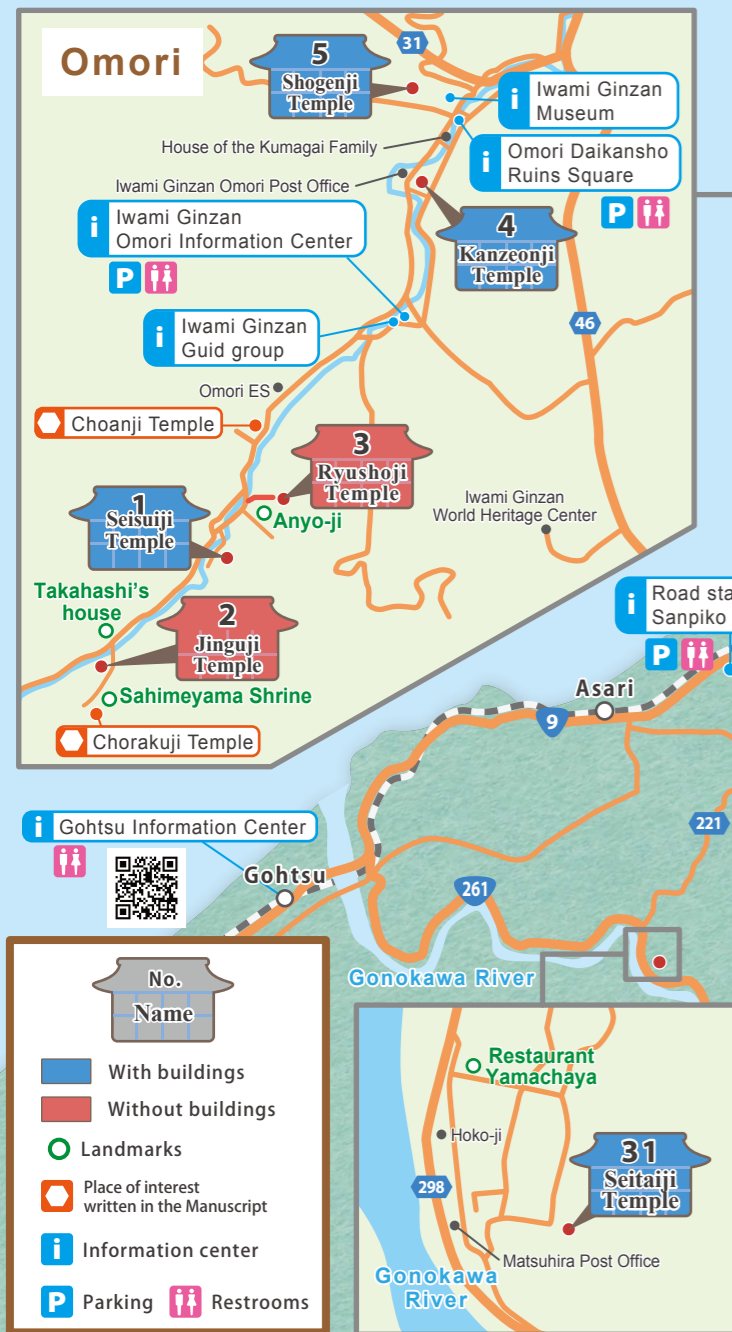 Omori
5
Shogenji
Temple
31
i
Iwami Ginzan
Museum
House of the Kumagai Family
i
Omori Daikansho
Ruins Square
P
Iwami Ginzan Omori Post Office
i
Iwami Ginzan
Omori Information Center
P
4
Kanzeonji
Temple
46
i
Iwami Ginzan
Guid group
Omori ES
Choanji Temple
3
Ryushoji
Temple
Anyo-ji
Iwami Ginzan
World Heritage Center
1
Seisuiji
Temple
Takahashi's
house
2
Jinguji
Temple
Sahimeyama Shrine
Chorakuji Temple
i
Road sta
Sanpiko
P
Asari
9
221
i
Gohtsu Information Center
Gohtsu
261
Gonokawa River
No.
Name
With buildings
Without buildings
Landmarks
Place of interest
written in the Manuscript
i
Information center
P
Parking
Restrooms
Restaurant
Yamachaya
Hoko-ji
31
Seitaiji
Temple
298
Matsuhira Post Office
Gonokawa
River